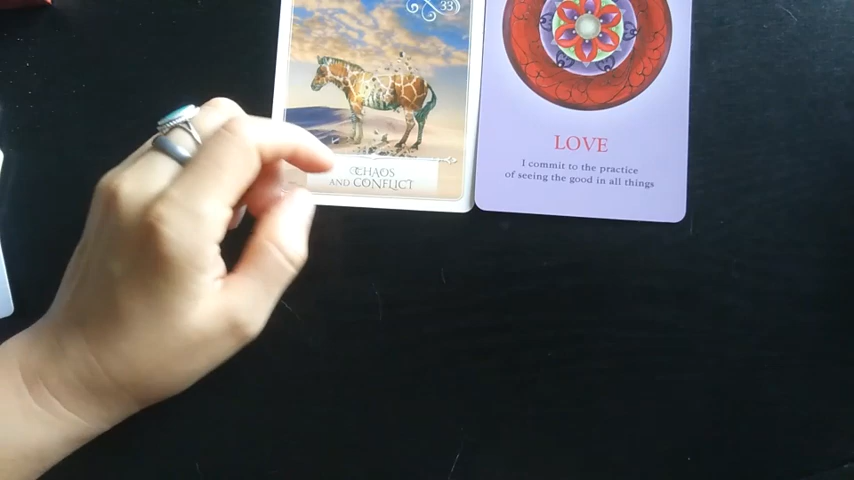 33
CHAOS
AND CONFLICT
LOVE
I commit to the practice
of seeing the good in all things